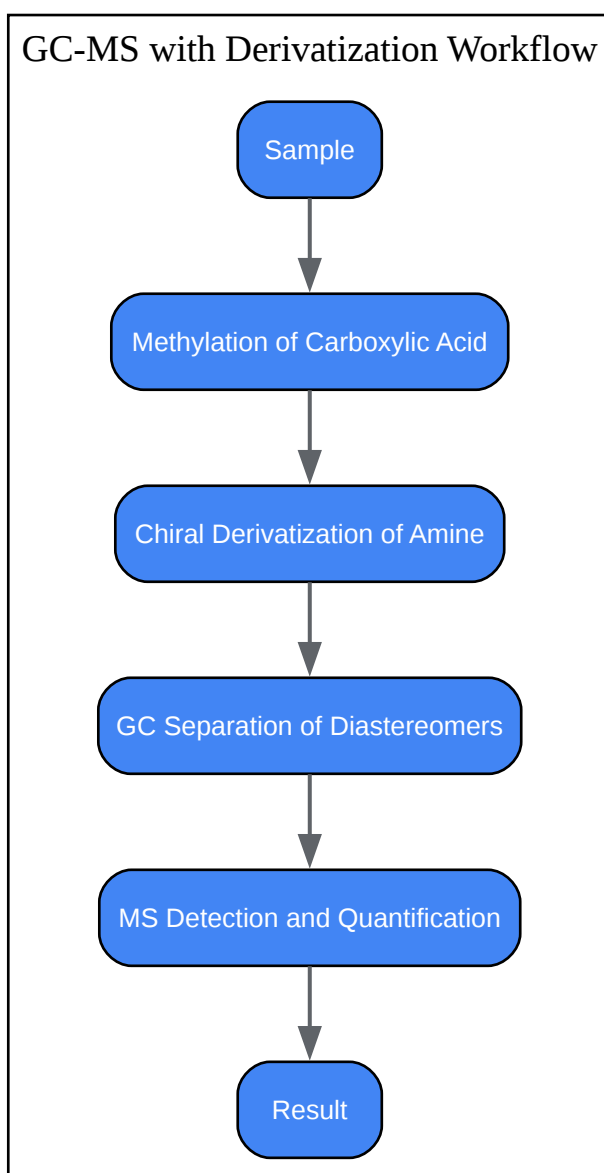 GC-MS with Derivatization Workflow
Sample
Methylation of Carboxylic Acid
Chiral Derivatization of Amine
GC Separation of Diastereomers
MS Detection and Quantification
Result